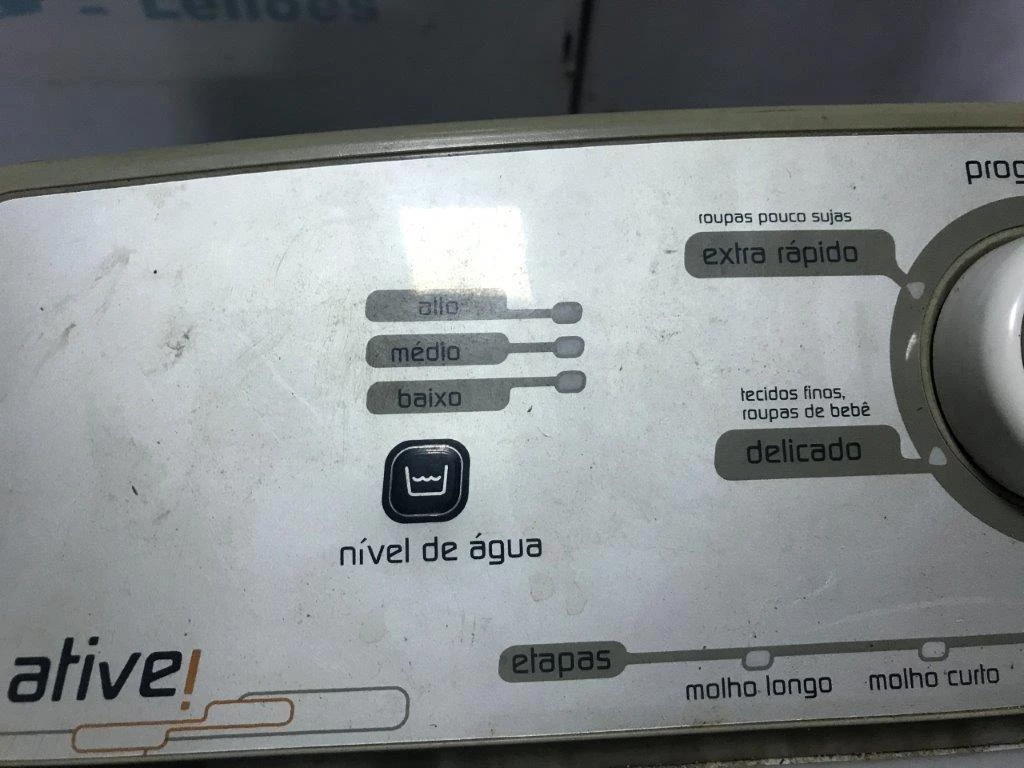 - Lençóis
prog
roupas pouco sujas
extra rápido
alto
médio
baixo
tecidos finos,
roupas de bebê
delicado
nível de água
ative!
etapas
molho longo
molho curto